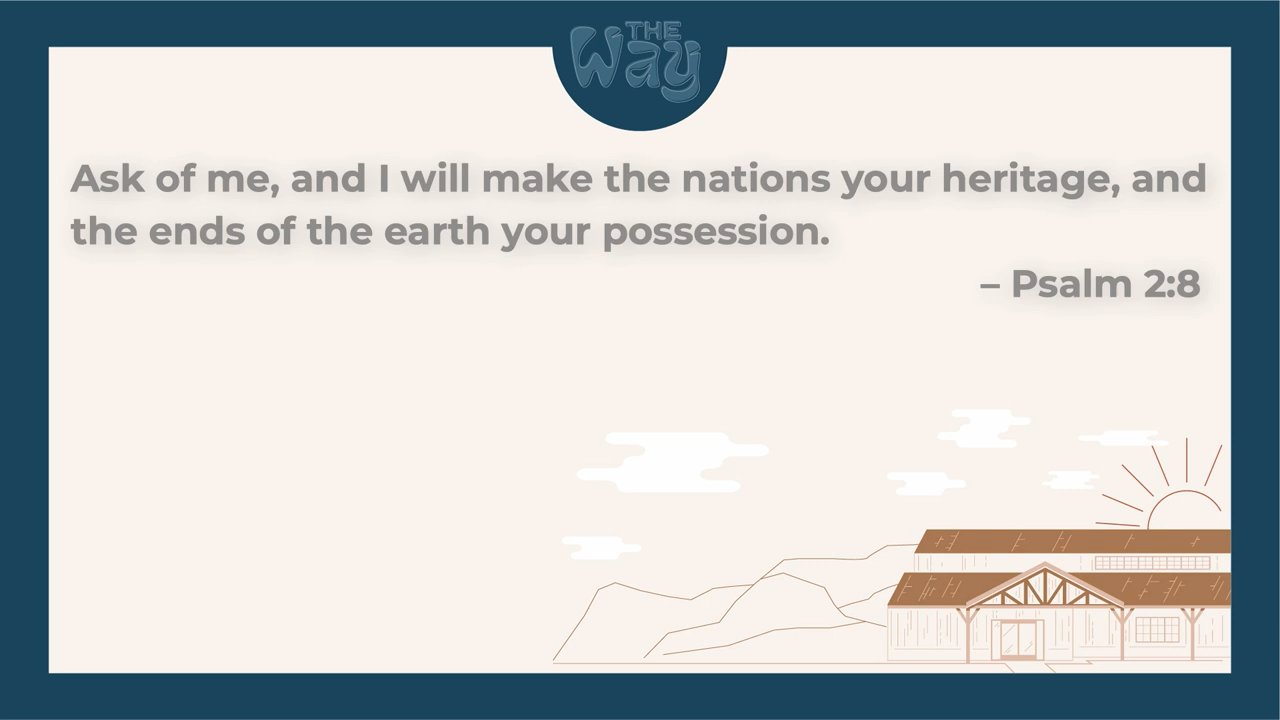 THE
Way
Ask of me, and I will make the nations your heritage, and
the ends of the earth your possession.
– Psalm 2:8